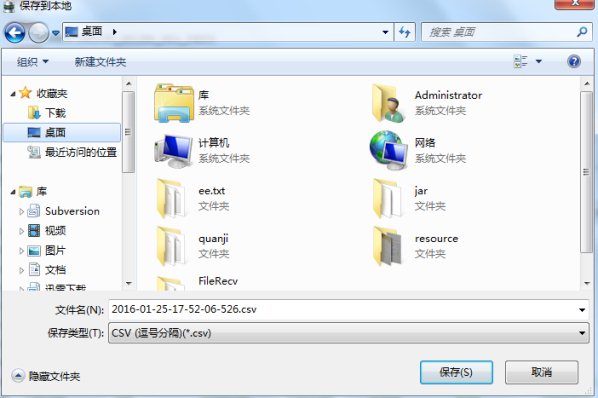 保存到本地
桌面
搜索 桌面
组织
新建文件夹
收藏夹
下载
桌面
最近访问的位置
库
Subversion
视频
图片
文档
迅雷下载
库
系统文件夹
Administrator
系统文件夹
计算机
系统文件夹
网络
系统文件夹
ee.txt
文件夹
jar
文件夹
quanji
文件夹
resource
文件夹
FileRecv
文件名(N):
2016-01-25-17-52-06-526.csv
保存类型(T):
CSV (逗号分隔)(*.csv)
隐藏文件夹
保存(S)
取消